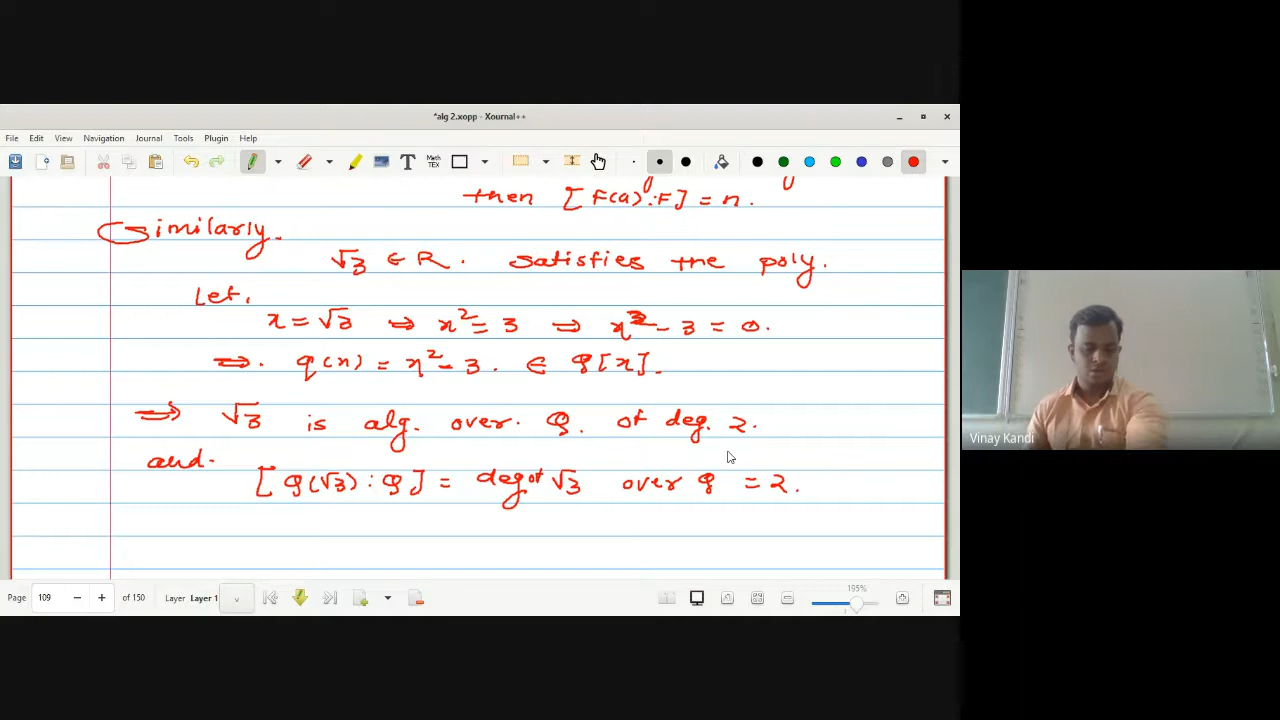 *alg 2.xopp - Xournal++
File Edit View Navigation Journal Tools Plugin Help
then [F(a):F] = n.
Similarly.
√3 ∈ R. satisfies the poly.
Let,
x = √3 ⇒ x² = 3 ⇒ x² - 3 = 0.
⇒. q(x) = x² - 3. ∈ Q[x].
⇒ √3 is alg. over. Q. of deg. 2.
and.
[Q(√3):Q] = deg of √3 over Q = 2.
Vinay Kandi
Page 109 of 150 Layer Layer 1 195%